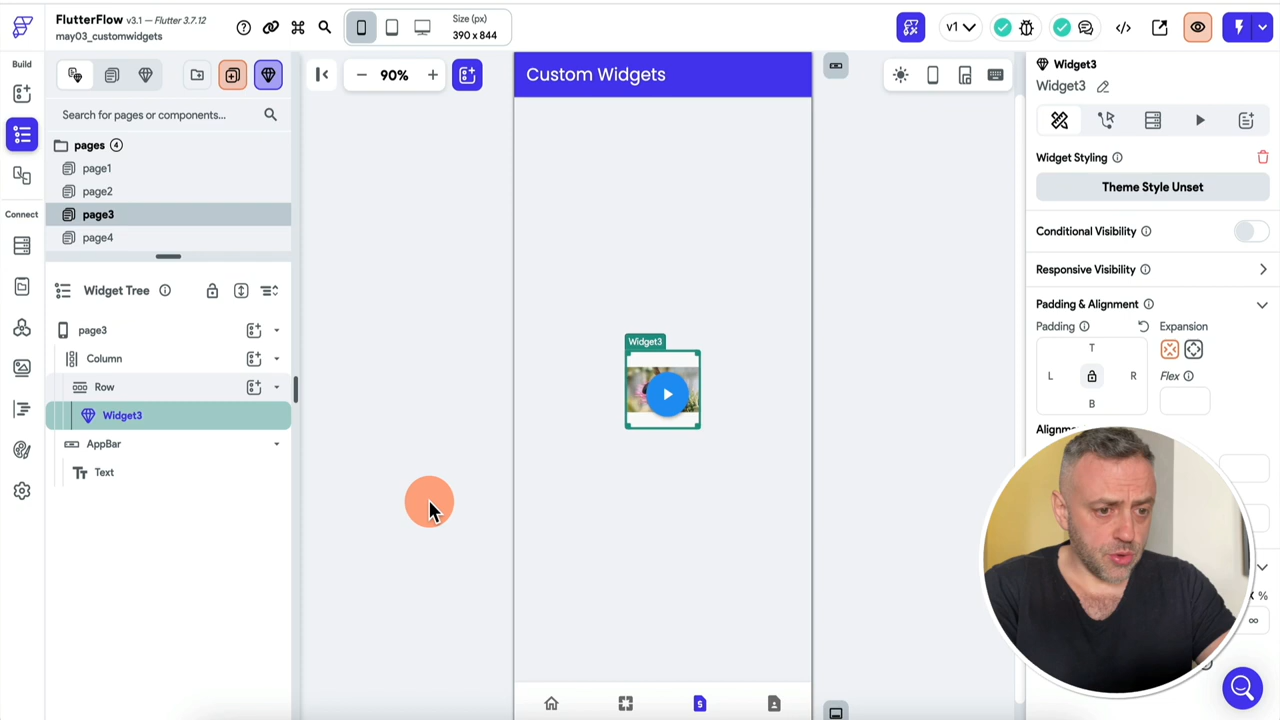 FlutterFlow v3.1 – Flutter 3.7.12
may03_customwidgets
Size (px)
390 x 844
v1
Build
90%
Custom Widgets
Widget3
Widget3
Search for pages or components...
pages 4
page1
page2
page3
page4
Connect
Widget Tree
page3
Column
Row
Widget3
AppBar
Text
Widget3
Widget Styling
Theme Style Unset
Conditional Visibility
Responsive Visibility
Padding & Alignment
Padding
Expansion
T
L
R
B
Flex
%
∞